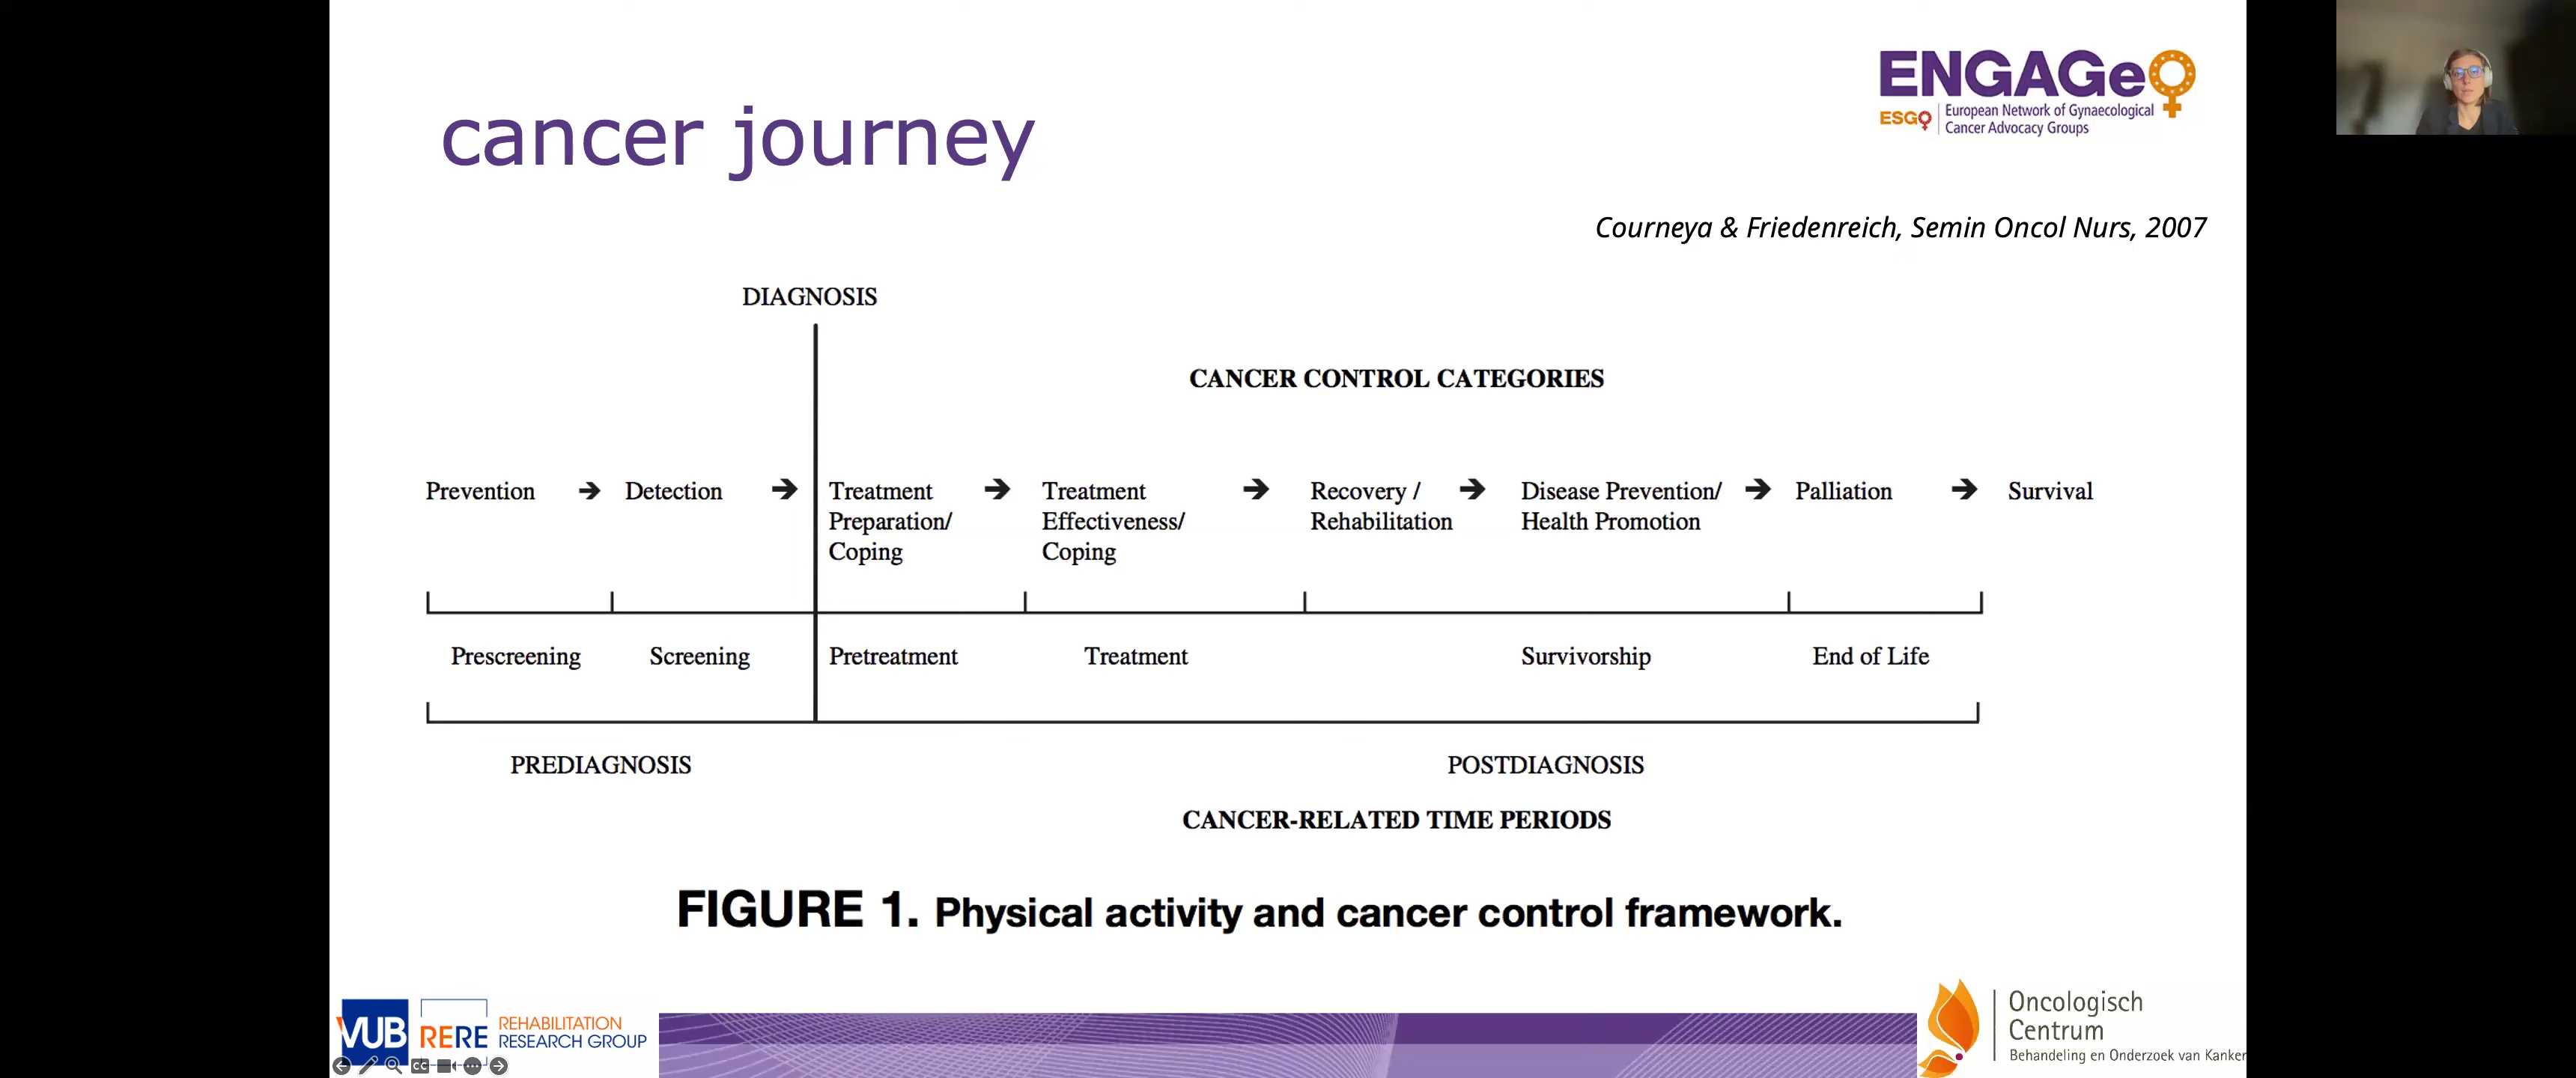 ENGAGe
ESGO
European Network of Gynaecological
Cancer Advocacy Groups
cancer journey
Courneya & Friedenreich, Semin Oncol Nurs, 2007
DIAGNOSIS
CANCER CONTROL CATEGORIES
Prevention → Detection → Treatment Preparation/ Coping → Treatment Effectiveness/ Coping → Recovery / Rehabilitation → Disease Prevention/ Health Promotion → Palliation → Survival
Prescreening Screening Pretreatment Treatment Survivorship End of Life
PREDIAGNOSIS POSTDIAGNOSIS
CANCER-RELATED TIME PERIODS
FIGURE 1. Physical activity and cancer control framework.
VUB
RERE
REHABILITATION
RESEARCH GROUP
CC
Oncologisch
Centrum
Behandeling en Onderzoek van Kanker